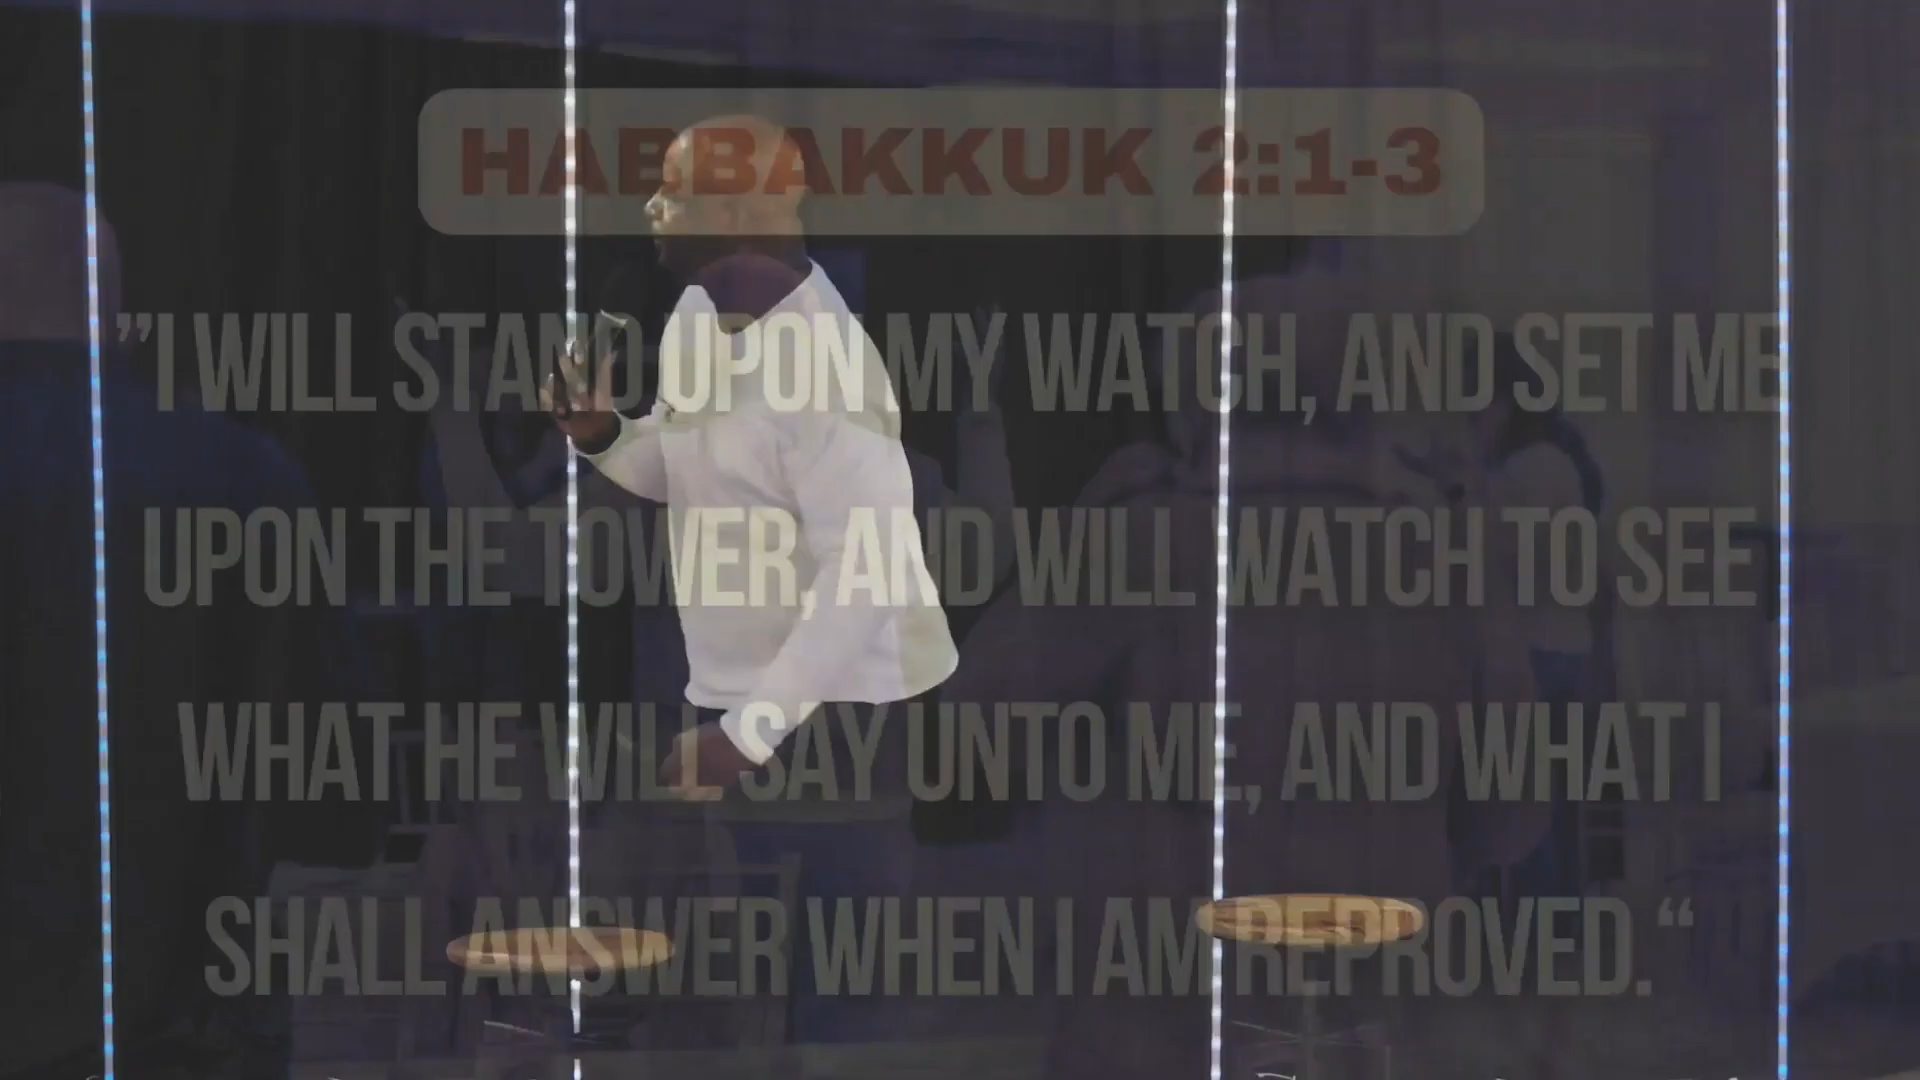 HABBAKKUK 2:1-3
”I WILL STAND UPON MY WATCH, AND SET ME
UPON THE TOWER, AND WILL WATCH TO SEE
WHAT HE WILL SAY UNTO ME, AND WHAT I
SHALL ANSWER WHEN I AM REPROVED.“